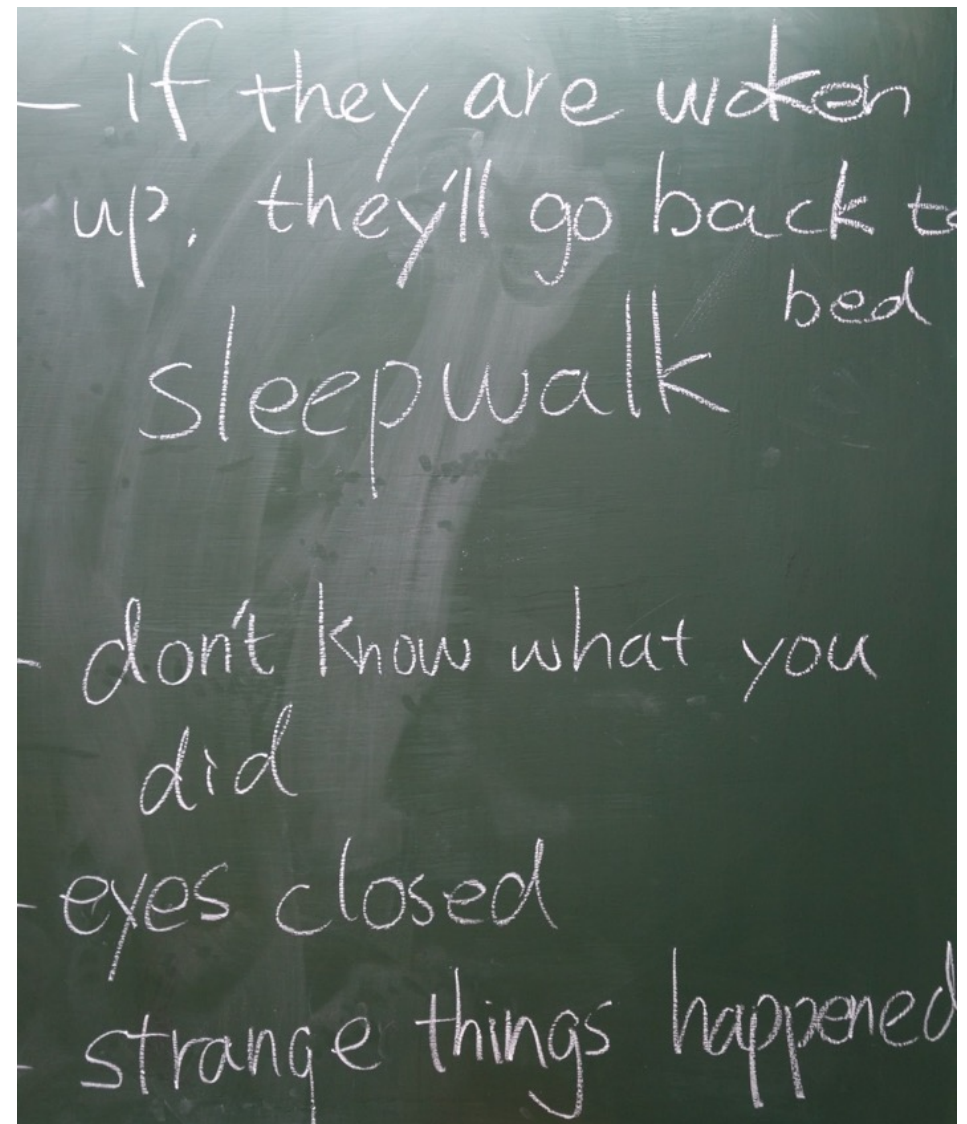 - if they are woken
up, they'll go back to
bed
sleepwalk
- don't know what you
did
- eyes closed
- strange things happened